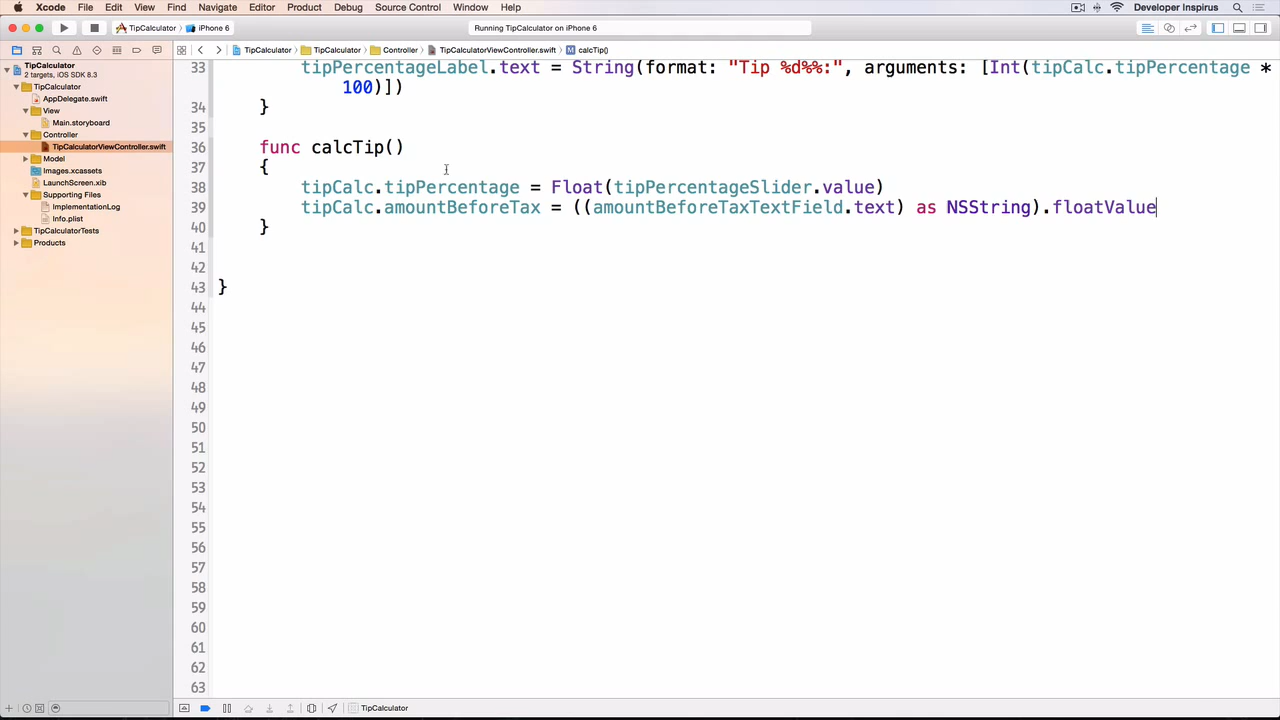 Xcode File Edit View Find Navigate Editor Product Debug Source Control Window Help Developer Inspirus
TipCalculator iPhone 6 Running TipCalculator on iPhone 6
TipCalculator TipCalculator Controller TipCalculatorViewController.swift calcTip()
TipCalculator
2 targets, iOS SDK 8.3
TipCalculator
AppDelegate.swift
View
Main.storyboard
Controller
TipCalculatorViewController.swift
Model
Images.xcassets
LaunchScreen.xib
Supporting Files
ImplementationLog
Info.plist
TipCalculatorTests
Products
33 tipPercentageLabel.text = String(format: "Tip %d%%:", arguments: [Int(tipCalc.tipPercentage *
100)])
34 }
35
36 func calcTip()
37 {
38 tipCalc.tipPercentage = Float(tipPercentageSlider.value)
39 tipCalc.amountBeforeTax = ((amountBeforeTaxTextField.text) as NSString).floatValue
40 }
41
42
43 }
44
45
46
47
48
49
50
51
52
53
54
55
56
57
58
59
60
61
62
63
TipCalculator